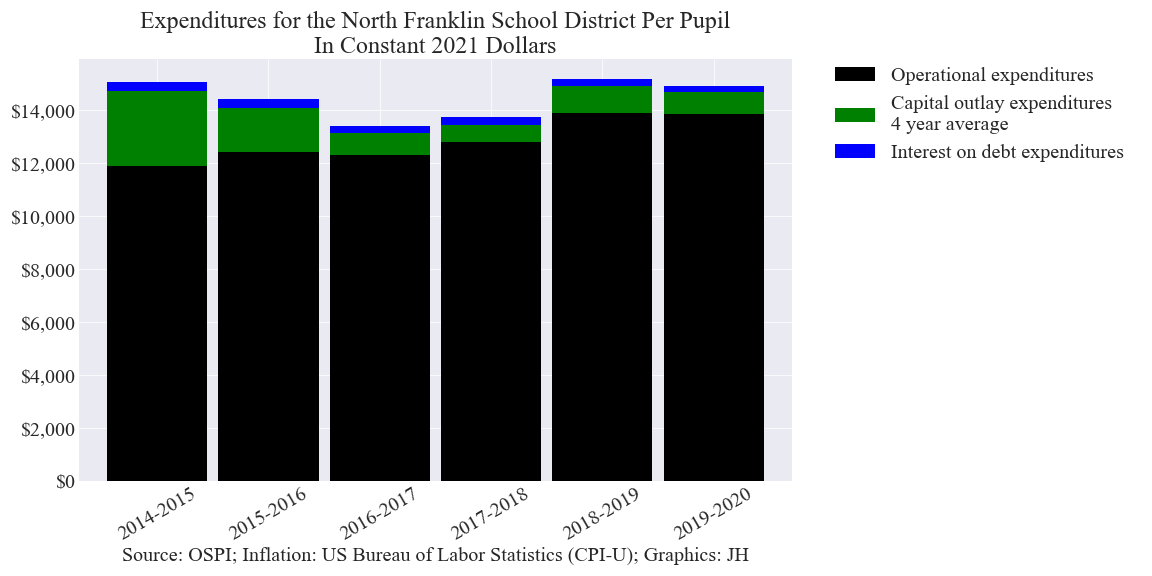 Expenditures for the North Franklin School District Per Pupil
In Constant 2021 Dollars
Operational expenditures
Capital outlay expenditures
4 year average
Interest on debt expenditures
$14,000
$12,000
$10,000
$8,000
$6,000
$4,000
$2,000
$0
2014-2015
2015-2016
2016-2017
2017-2018
2018-2019
2019-2020
Source: OSPI; Inflation: US Bureau of Labor Statistics (CPI-U); Graphics: JH